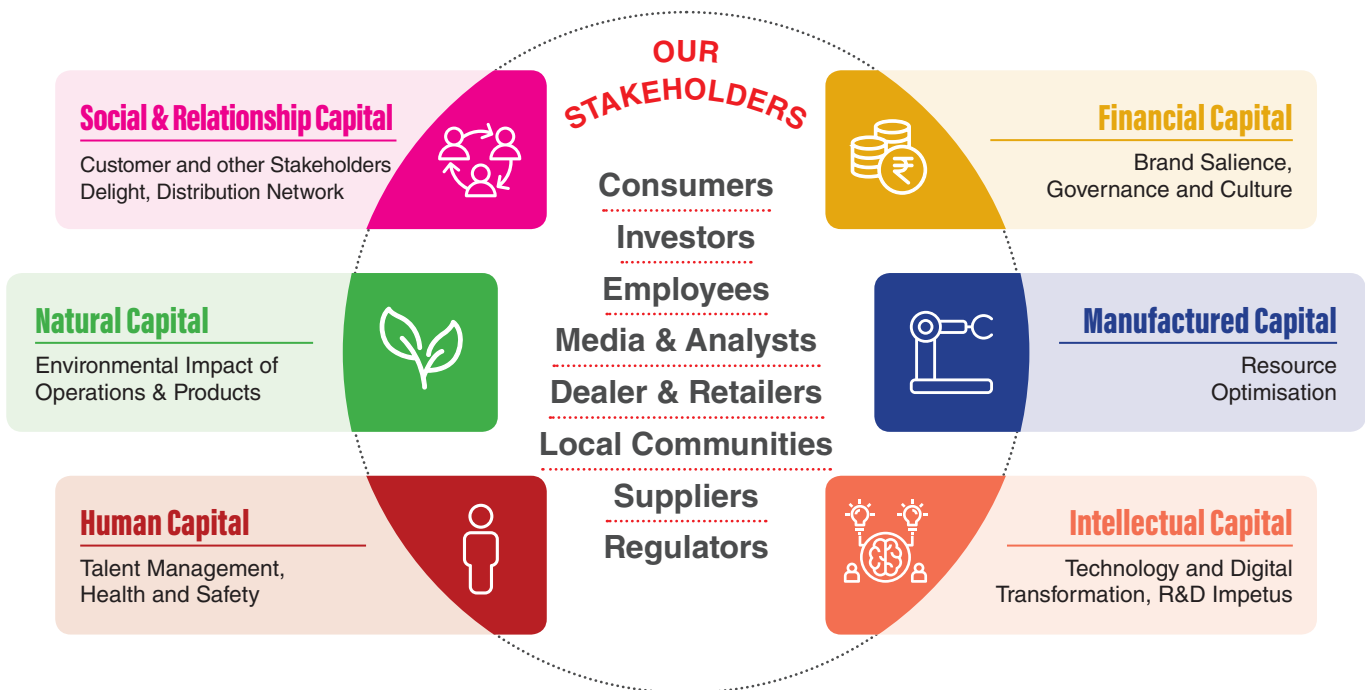 OUR
STAKEHOLDERS
Social & Relationship Capital
Customer and other Stakeholders
Delight, Distribution Network
Natural Capital
Environmental Impact of
Operations & Products
Human Capital
Talent Management,
Health and Safety
Consumers
Investors
Employees
Media & Analysts
Dealer & Retailers
Local Communities
Suppliers
Regulators
₹
Financial Capital
Brand Salience,
Governance and Culture
Manufactured Capital
Resource
Optimisation
Intellectual Capital
Technology and Digital
Transformation, R&D Impetus